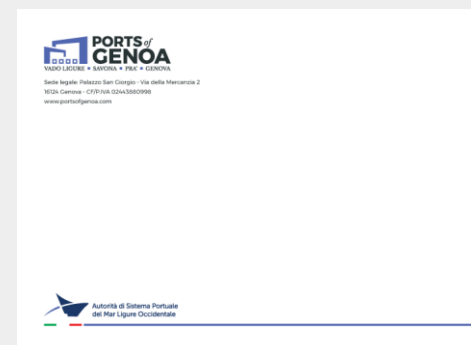 PORTS of
GENOA
VADO LIGURE • SAVONA • PRA' • GENOVA
Sede legale: Palazzo San Giorgio - Via della Mercanzia 2
16124 Genova - CF/P.IVA 02443880998
www.portsofgenoa.com
Autorità di Sistema Portuale
del Mar Ligure Occidentale